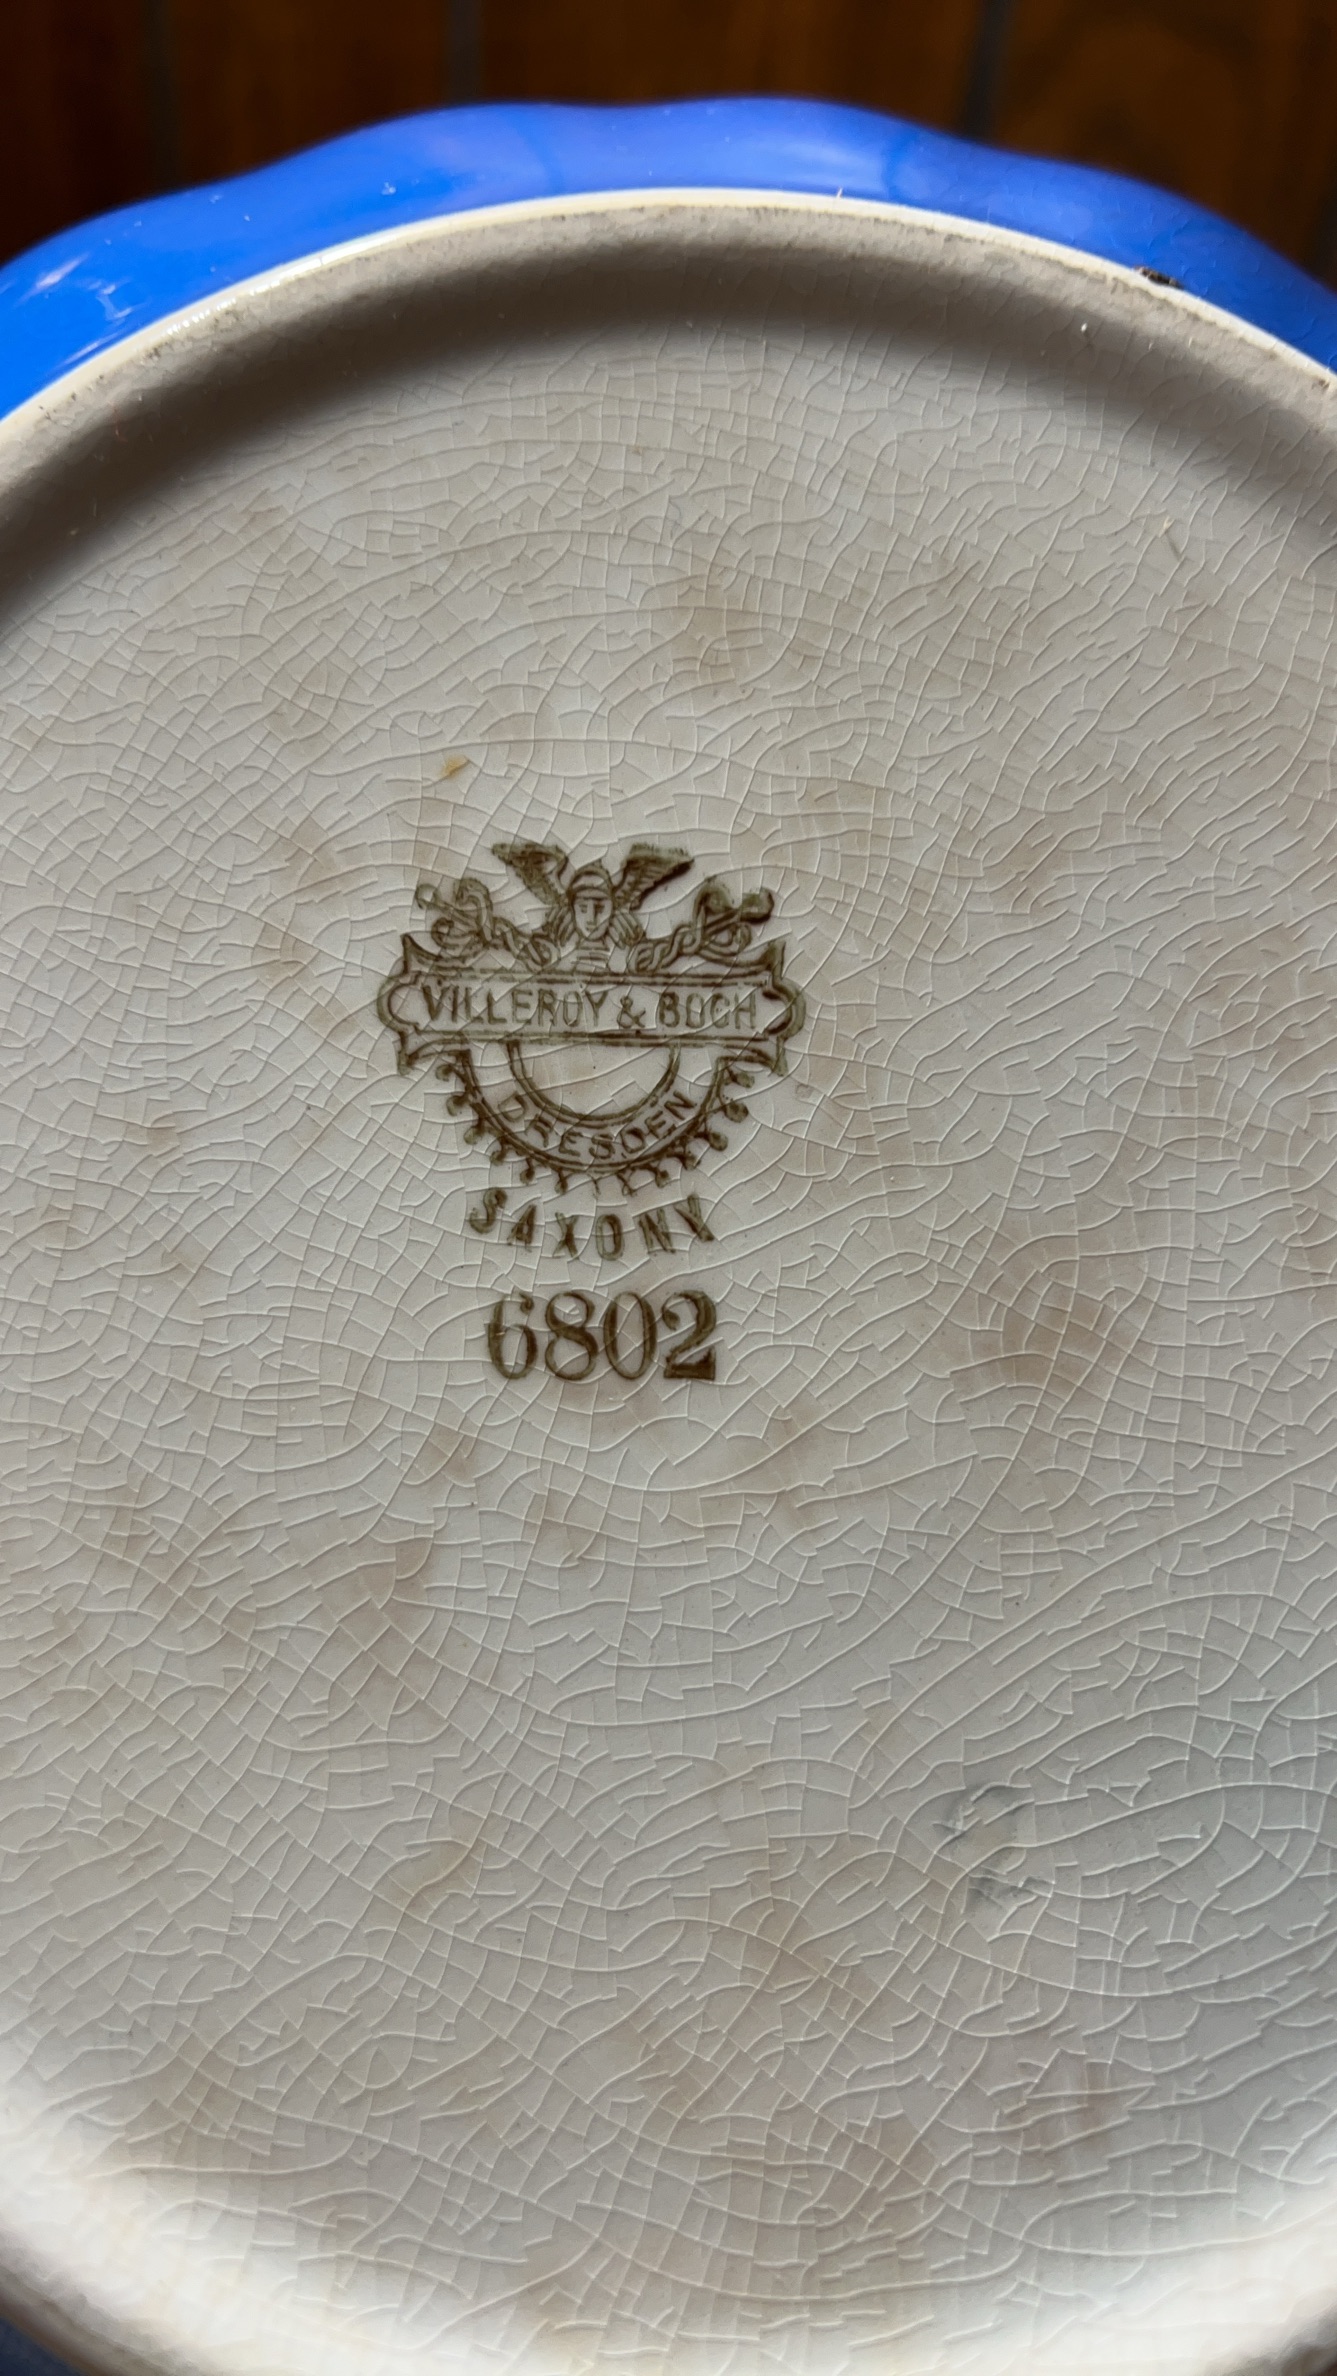 VILLEROY & BOCH
DRESDEN
SAXONY
6802